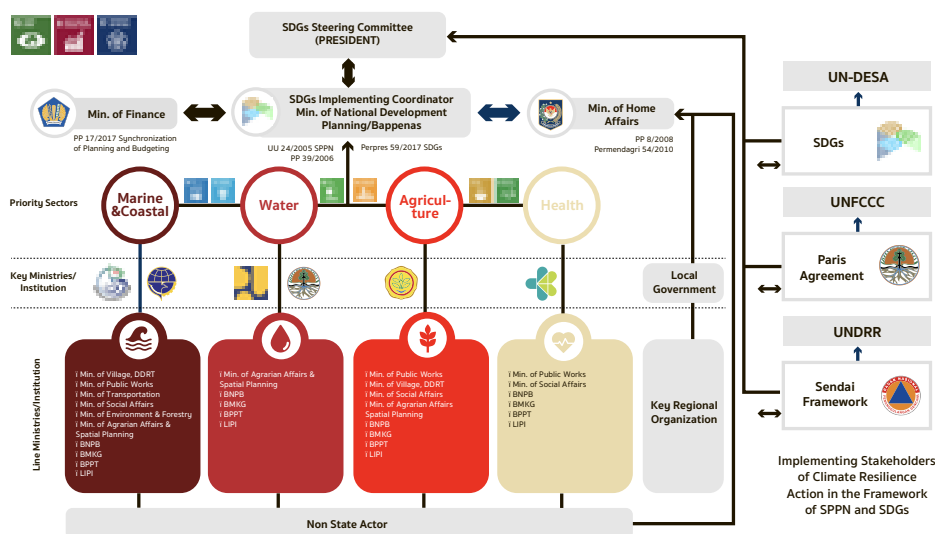 SDGs Steering Committee
(PRESIDENT)
UN-DESA
Min. of Finance
SDGs Implementing Coordinator
Min. of National Development
Planning/Bappenas
Min. of Home
Affairs
SDGs
PP 17/2017 Synchronization
of Planning and Budgeting
UU 24/2005 SPPN
PP 39/2006
Perpres 59/2017 SDGs
PP 8/2008
Permendagri 54/2010
Priority Sectors
Marine
&Coastal
Water
Agricul-
ture
Health
UNFCCC
Paris
Agreement
Key Ministries/
Institution
Local
Government
UNDRR
Sendai
Framework
Line Ministries/Institution
ï Min. of Village, DDRT
ï Min. of Public Works
ï Min. of Transportation
ï Min. of Social Affairs
ï Min. of Environment & Forestry
ï Min. of Agrarian Affairs &
Spatial Planning
ï BNPB
ï BMKG
ï BPPT
ï LIPI
ï Min. of Agrarian Affairs &
Spatial Planning
ï BNPB
ï BMKG
ï BPPT
ï LIPI
ï Min. of Public Works
ï Min. of Village, DDRT
ï Min. of Social Affairs
ï Min. of Agrarian Affairs
Spatial Planning
ï BNPB
ï BMKG
ï BPPT
ï LIPI
ï Min. of Public Works
ï Min. of Social Affairs
ï BNPB
ï BMKG
ï BPPT
ï LIPI
Key Regional
Organization
Implementing Stakeholders
of Climate Resilience
Action in the Framework
of SPPN and SDGs
Non State Actor